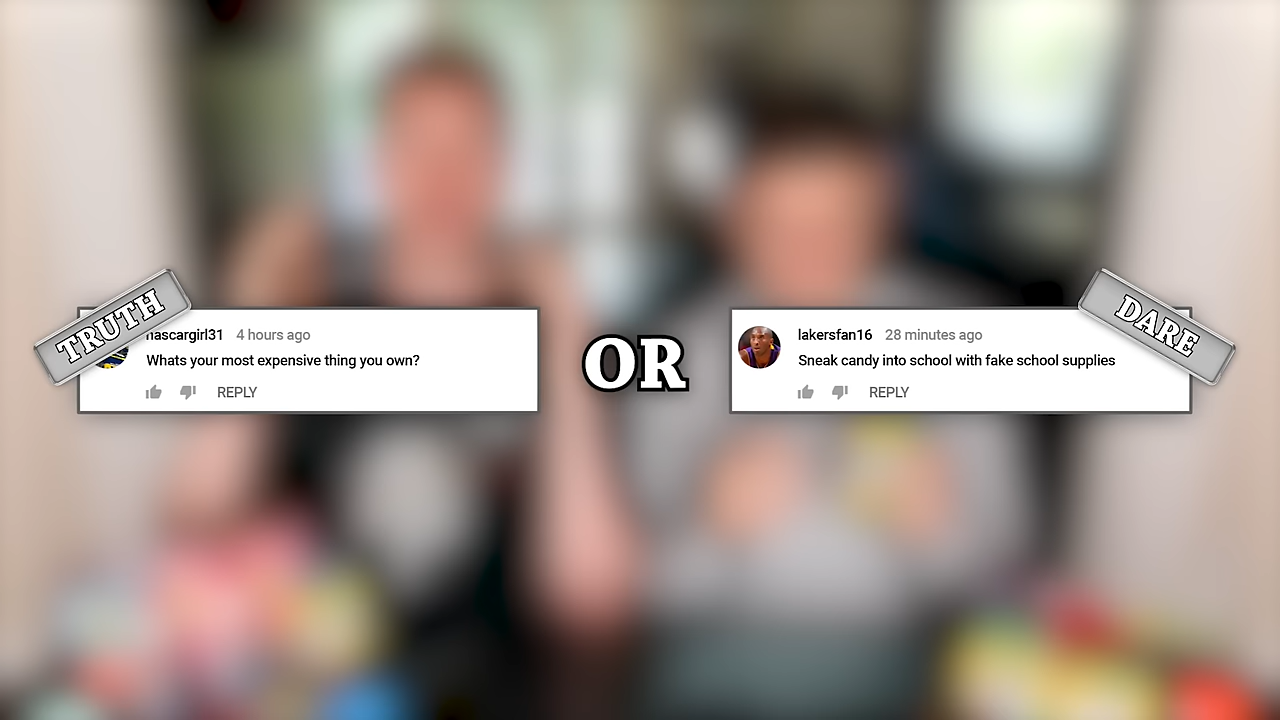 TRUTH
nascargirl31 4 hours ago
Whats your most expensive thing you own?
REPLY
OR
DARE
lakersfan16 28 minutes ago
Sneak candy into school with fake school supplies
REPLY